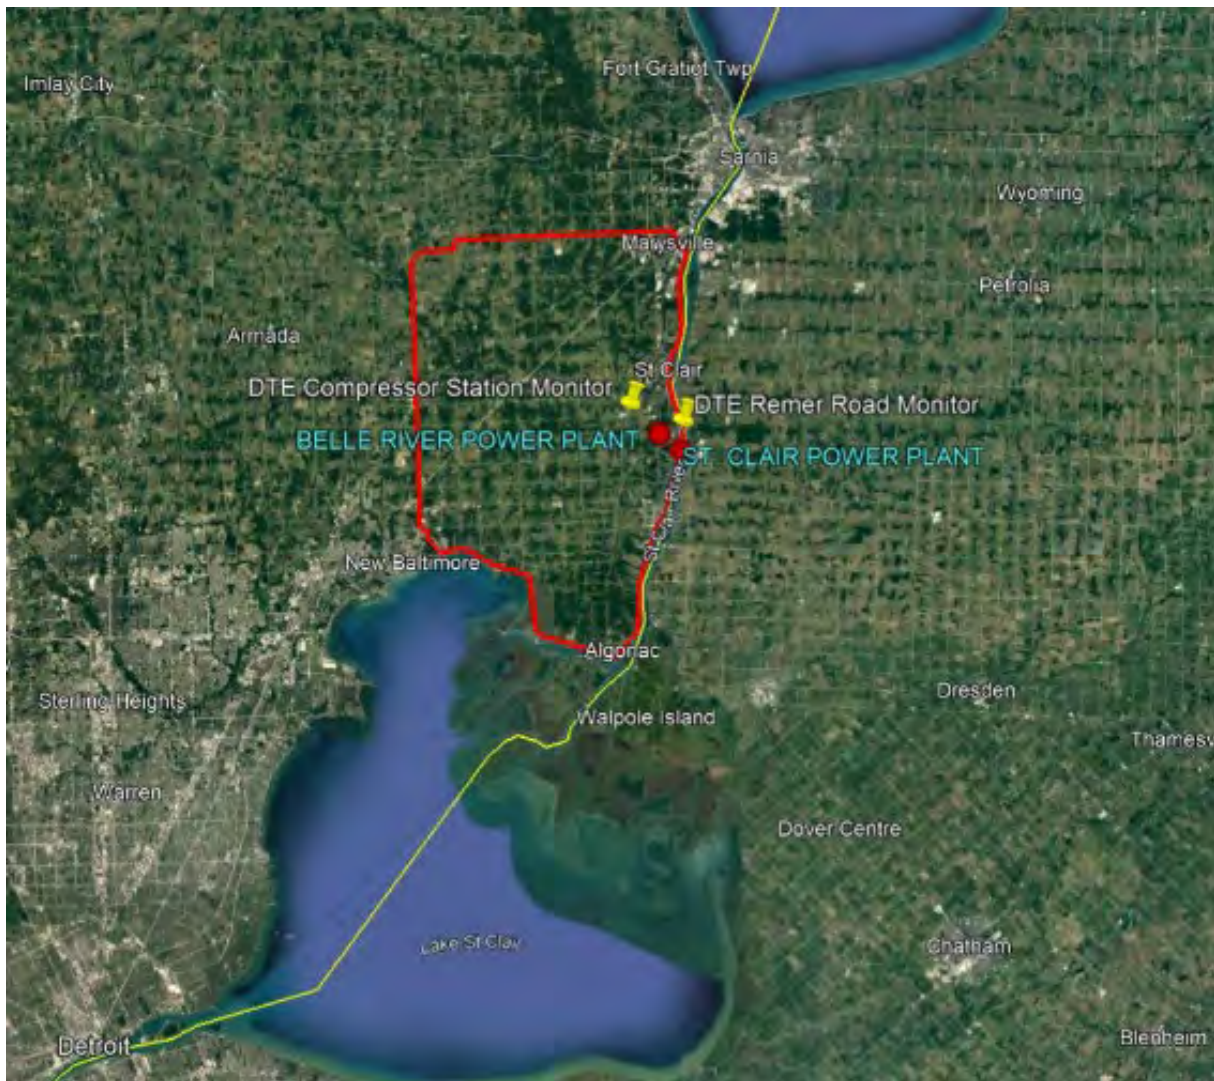 Fort Gratiot Twp
Imlay City
Sarnia
Wyoming
Marysville
Petrolia
Armada
St Clair
DTE Compressor Station Monitor
DTE Remer Road Monitor
BELLE RIVER POWER PLANT
ST. CLAIR POWER PLANT
St Clair River
New Baltimore
Algonac
Dresden
Sterling Heights
Walpole Island
Thamesv
Warren
Dover Centre
Lake St Clair
Chatham
Blenheim
Detroit